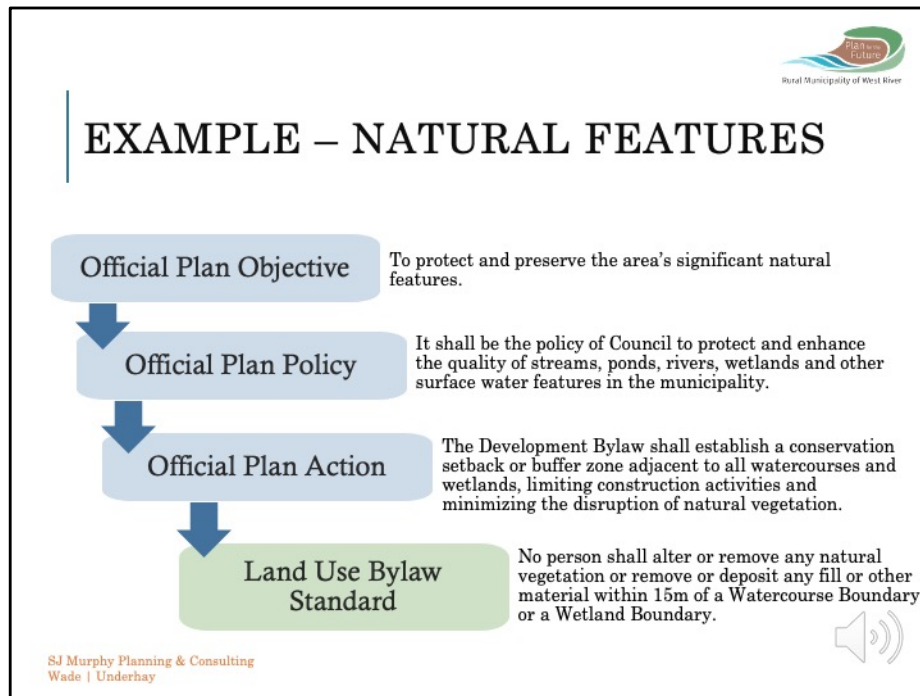 Plan for the
Future
Rural Municipality of West River
EXAMPLE – NATURAL FEATURES
Official Plan Objective
To protect and preserve the area's significant natural
features.
Official Plan Policy
It shall be the policy of Council to protect and enhance
the quality of streams, ponds, rivers, wetlands and other
surface water features in the municipality.
Official Plan Action
The Development Bylaw shall establish a conservation
setback or buffer zone adjacent to all watercourses and
wetlands, limiting construction activities and
minimizing the disruption of natural vegetation.
Land Use Bylaw
Standard
No person shall alter or remove any natural
vegetation or remove or deposit any fill or other
material within 15m of a Watercourse Boundary
or a Wetland Boundary.
SJ Murphy Planning & Consulting
Wade | Underhay